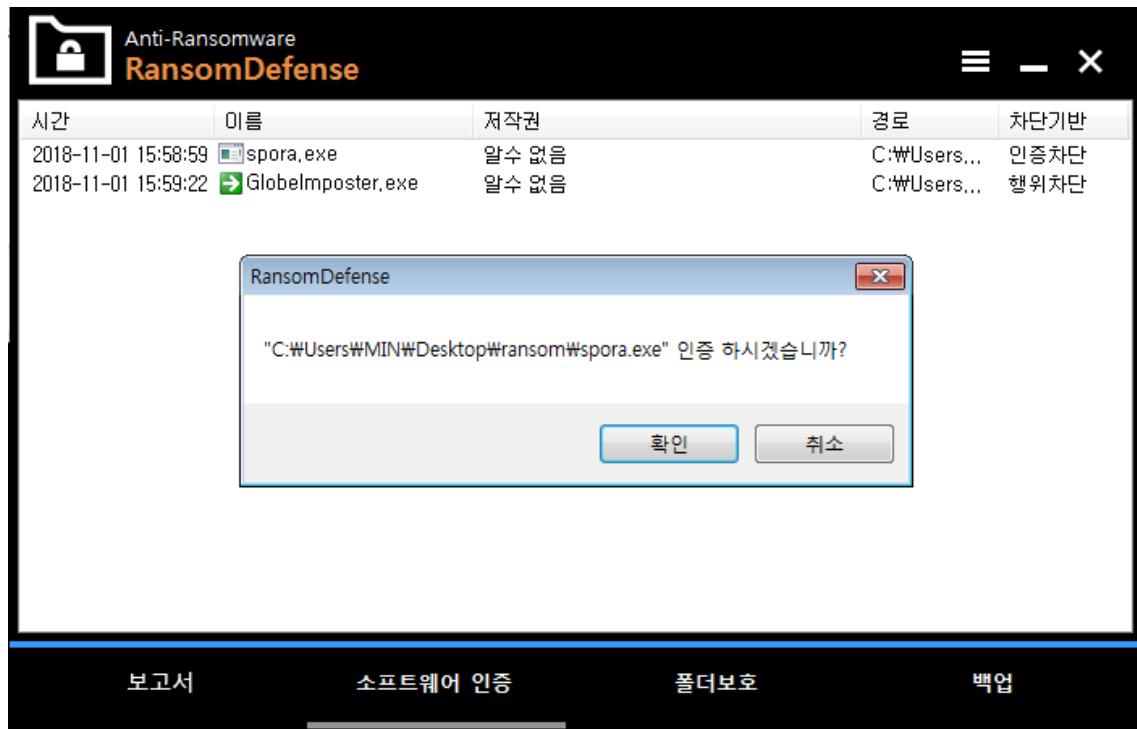 Anti-Ransomware
RansomDefense
시간 이름 저작권 경로 차단기반
2018-11-01 15:58:59 spora,exe 알수 없음 C:₩Users,,, 인증차단
2018-11-01 15:59:22 GlobeImposter,exe 알수 없음 C:₩Users,,, 행위차단
RansomDefense
"C:₩Users₩MIN₩Desktop₩ransom₩spora.exe" 인증 하시겠습니까?
확인 취소
보고서 소프트웨어 인증 폴더보호 백업